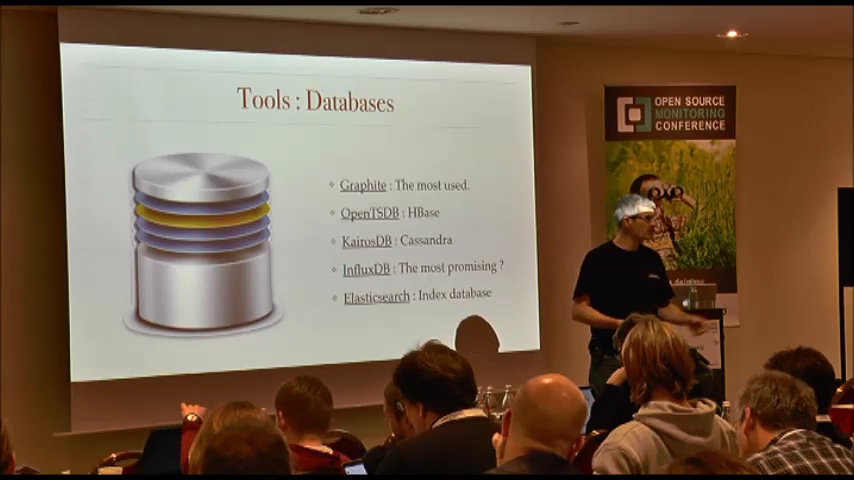 Tools : Databases
Graphite : The most used.
OpenTSDB : HBase
KairosDB : Cassandra
InfluxDB : The most promising ?
Elasticsearch : Index database
OPEN SOURCE
MONITORING
CONFERENCE